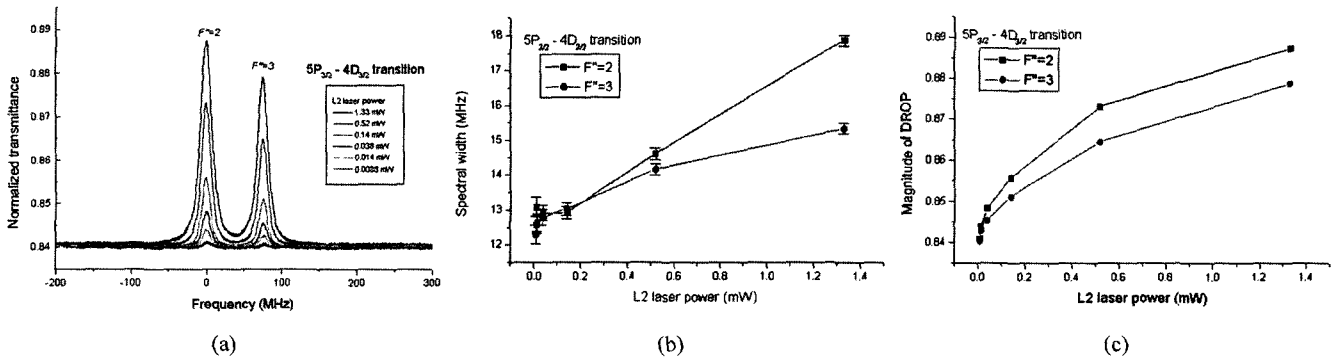 F"=2
F"=3
5P3/2 - 4D3/2 transition
L2 laser power
1.33 mW
0.52 mW
0.14 mW
0.038 mW
0.014 mW
0.89
0.88
0.87
0.86
0.85
0.84
Normalized transmittance
-200
-100
0
100
200
300
Frequency (MHz)
(a)
5P3/2 - 4D3/2 transition
F"=2
F"=3
19
18
17
16
15
14
13
12
Spectral width (MHz)
0.0
0.2
0.4
0.6
0.8
1.0
1.2
1.4
L2 laser power (mW)
(b)
5P3/2 - 4D3/2 transition
F"=2
F"=3
0.89
0.88
0.87
0.86
0.85
0.84
Magnitude of DROP
0.0
0.2
0.4
0.6
0.8
1.0
1.2
1.4
L2 laser power (mW)
(c)